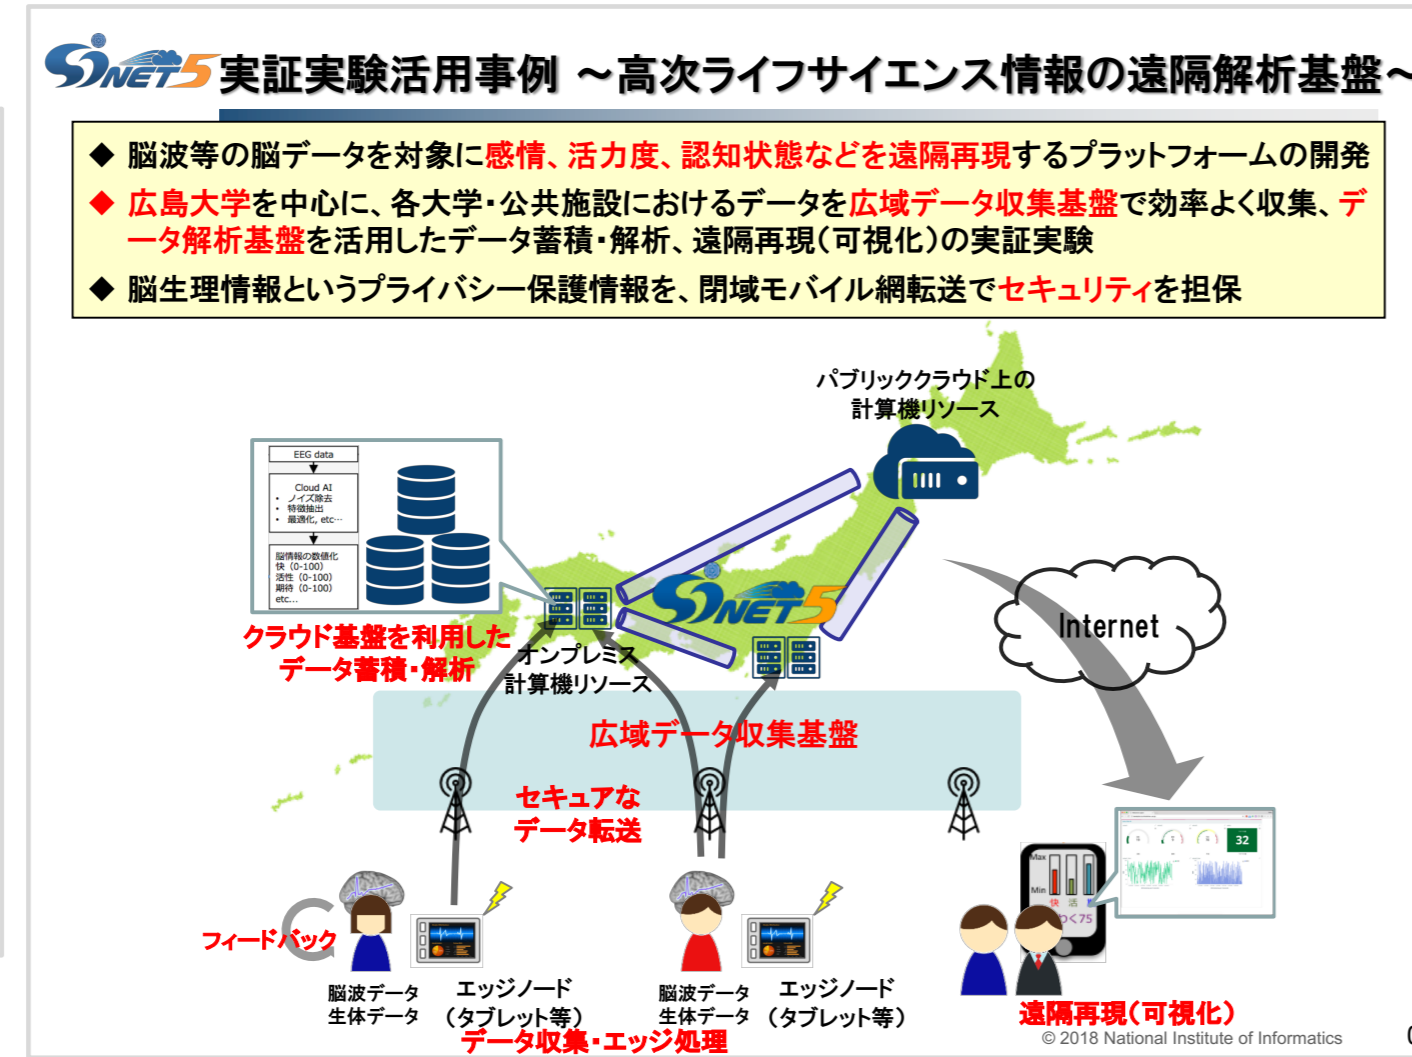 SINET5 実証実験活用事例 ～高次ライフサイエンス情報の遠隔解析基盤～
◆ 脳波等の脳データを対象に感情、活力度、認知状態などを遠隔再現するプラットフォームの開発
◆ 広島大学を中心に、各大学・公共施設におけるデータを広域データ収集基盤で効率よく収集、デ
ータ解析基盤を活用したデータ蓄積・解析、遠隔再現（可視化）の実証実験
◆ 脳生理情報というプライバシー保護情報を、閉域モバイル網転送でセキュリティを担保
パブリッククラウド上の
計算機リソース
EEG data
Cloud AI
• ノイズ除去
• 特徴抽出
• 最適化, etc…
脳情報の数値化
快（0-100）
活性（0-100）
期待（0-100）
etc...
クラウド基盤を利用した
データ蓄積・解析
SINET5
オンプレミス
計算機リソース
Internet
広域データ収集基盤
セキュアな
データ転送
フィードバック
脳波データ
生体データ
エッジノード
（タブレット等）
脳波データ
生体データ
エッジノード
（タブレット等）
データ収集・エッジ処理
Max
Min
快 活
わく75
32
遠隔再現（可視化）
© 2018 National Institute of Informatics